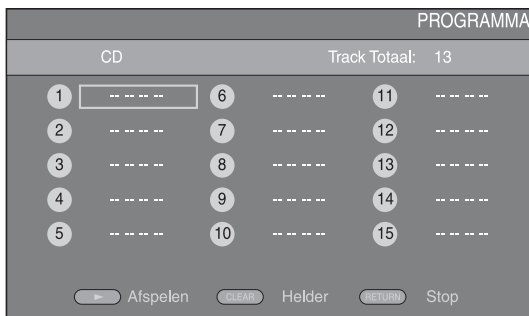 PROGRAMMA
CD Track Totaal: 13
1 -- -- -- -- 6 -- -- -- -- 11 -- -- -- --
2 -- -- -- -- 7 -- -- -- -- 12 -- -- -- --
3 -- -- -- -- 8 -- -- -- -- 13 -- -- -- --
4 -- -- -- -- 9 -- -- -- -- 14 -- -- -- --
5 -- -- -- -- 10 -- -- -- -- 15 -- -- -- --
Afspelen CLEAR Helder RETURN Stop